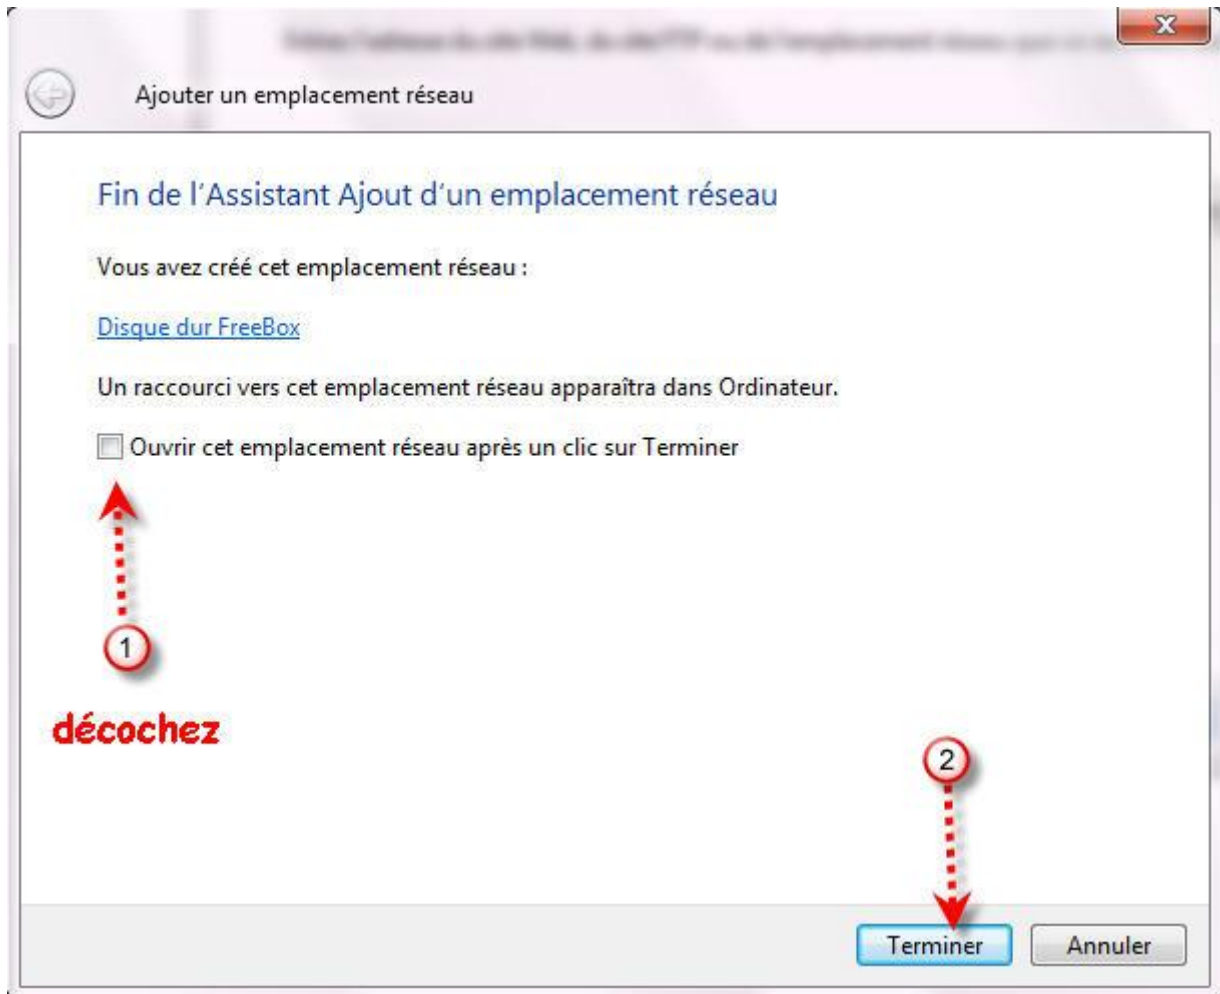 Ajouter un emplacement réseau
Fin de l'Assistant Ajout d'un emplacement réseau
Vous avez créé cet emplacement réseau :
Disque dur FreeBox
Un raccourci vers cet emplacement réseau apparaîtra dans Ordinateur.
Ouvrir cet emplacement réseau après un clic sur Terminer
1
décochez
2
Terminer Annuler